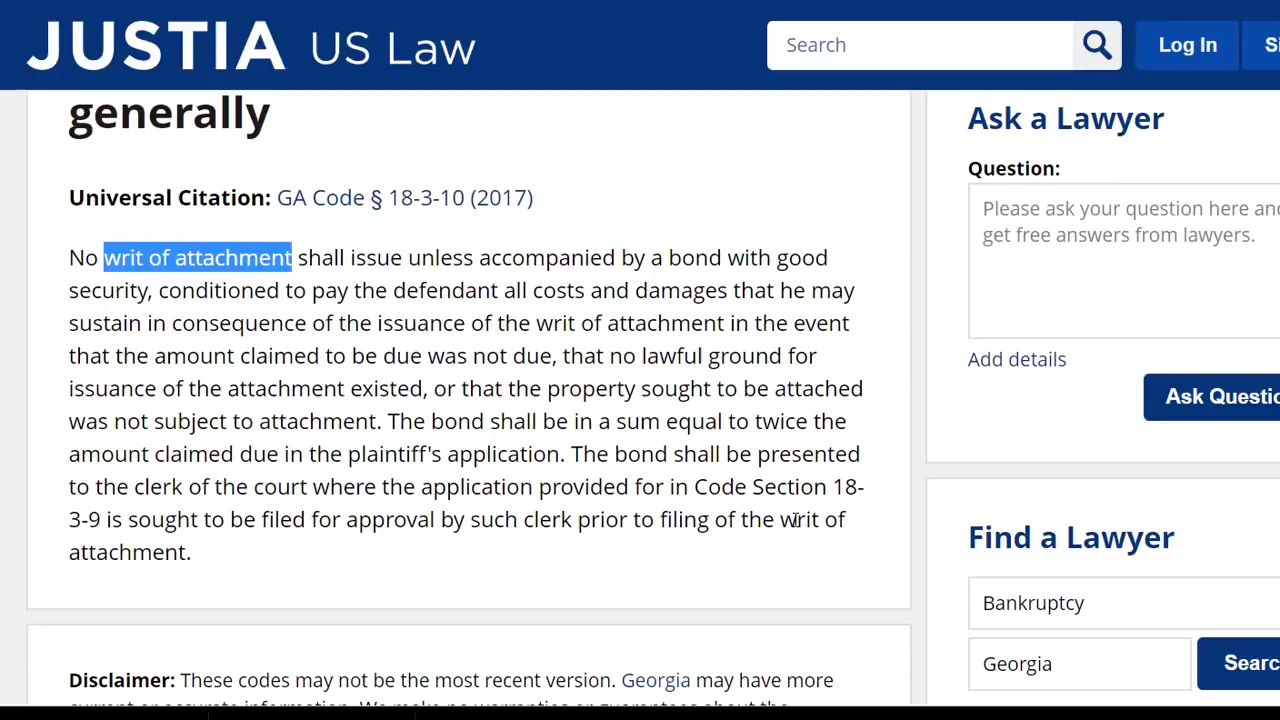 JUSTIA US Law
Search
Log In
generally
Universal Citation: GA Code § 18-3-10 (2017)
No writ of attachment shall issue unless accompanied by a bond with good
security, conditioned to pay the defendant all costs and damages that he may
sustain in consequence of the issuance of the writ of attachment in the event
that the amount claimed to be due was not due, that no lawful ground for
issuance of the attachment existed, or that the property sought to be attached
was not subject to attachment. The bond shall be in a sum equal to twice the
amount claimed due in the plaintiff's application. The bond shall be presented
to the clerk of the court where the application provided for in Code Section 18-
3-9 is sought to be filed for approval by such clerk prior to filing of the writ of
attachment.
Disclaimer: These codes may not be the most recent version. Georgia may have more
Ask a Lawyer
Question:
Please ask your question here and
get free answers from lawyers.
Add details
Ask Questio
Find a Lawyer
Bankruptcy
Georgia
Searc